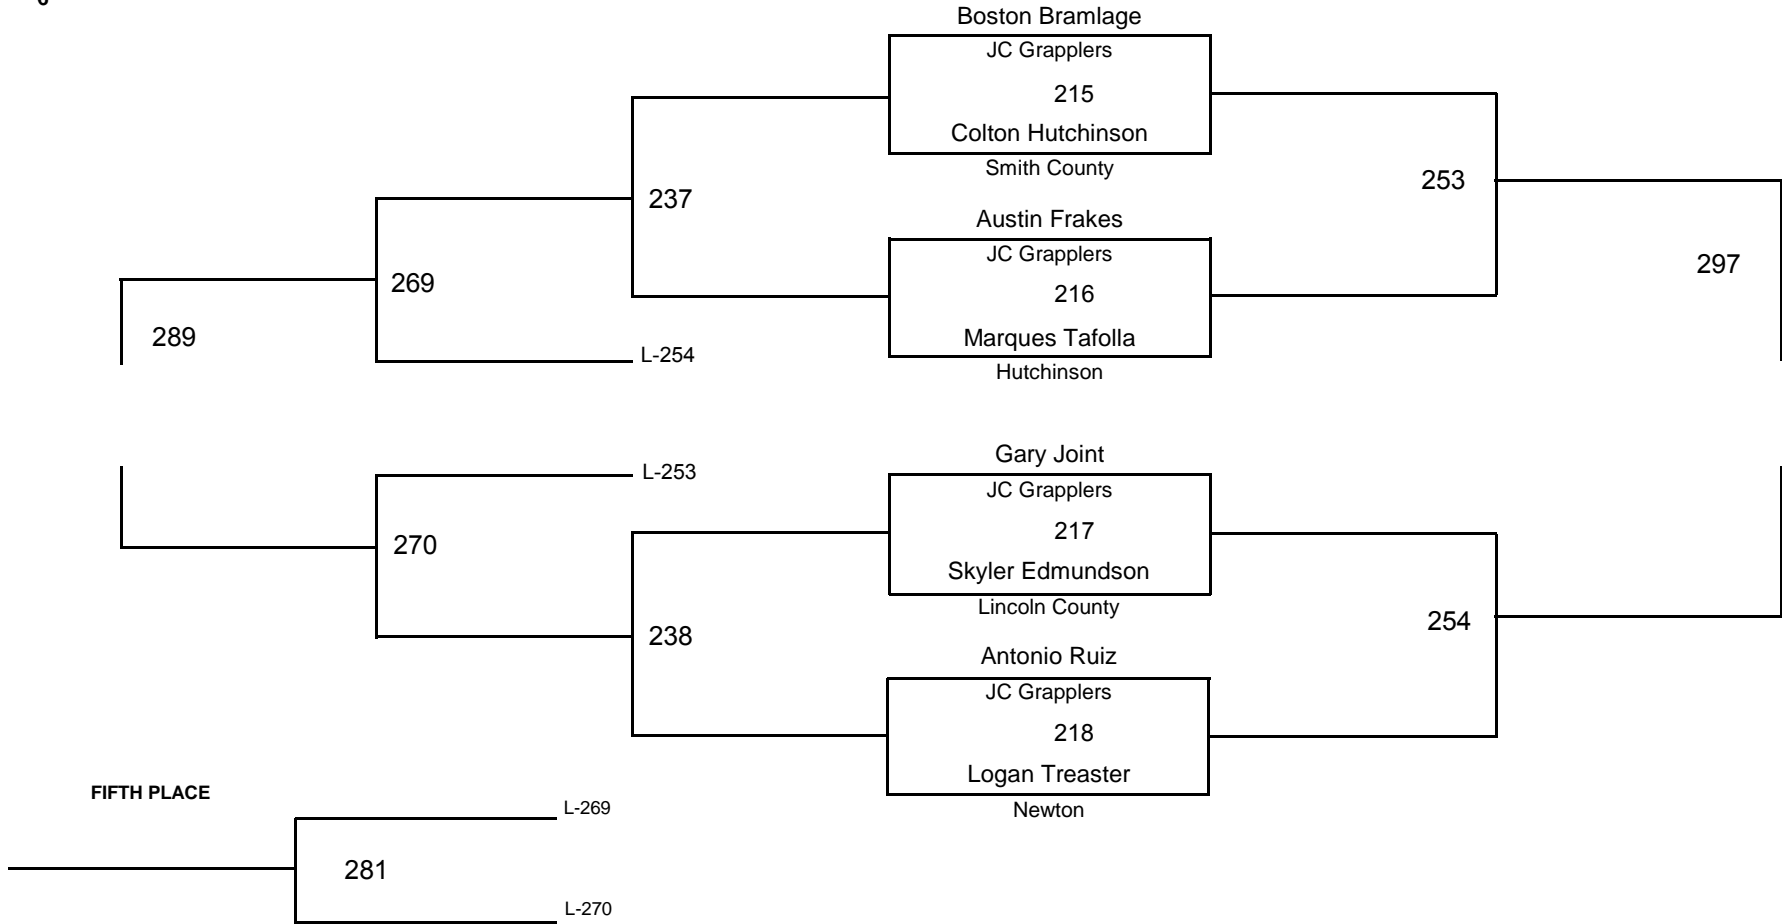 Boston Bramlage
JC Grapplers
215
Colton Hutchinson
Smith County
237
253
Austin Frakes
JC Grapplers
269
216
297
289
Marques Tafolla
L-254
Hutchinson
Gary Joint
L-253
JC Grapplers
217
270
Skyler Edmundson
Lincoln County
238
254
Antonio Ruiz
JC Grapplers
218
Logan Treaster
FIFTH PLACE
L-269
Newton
281
L-270